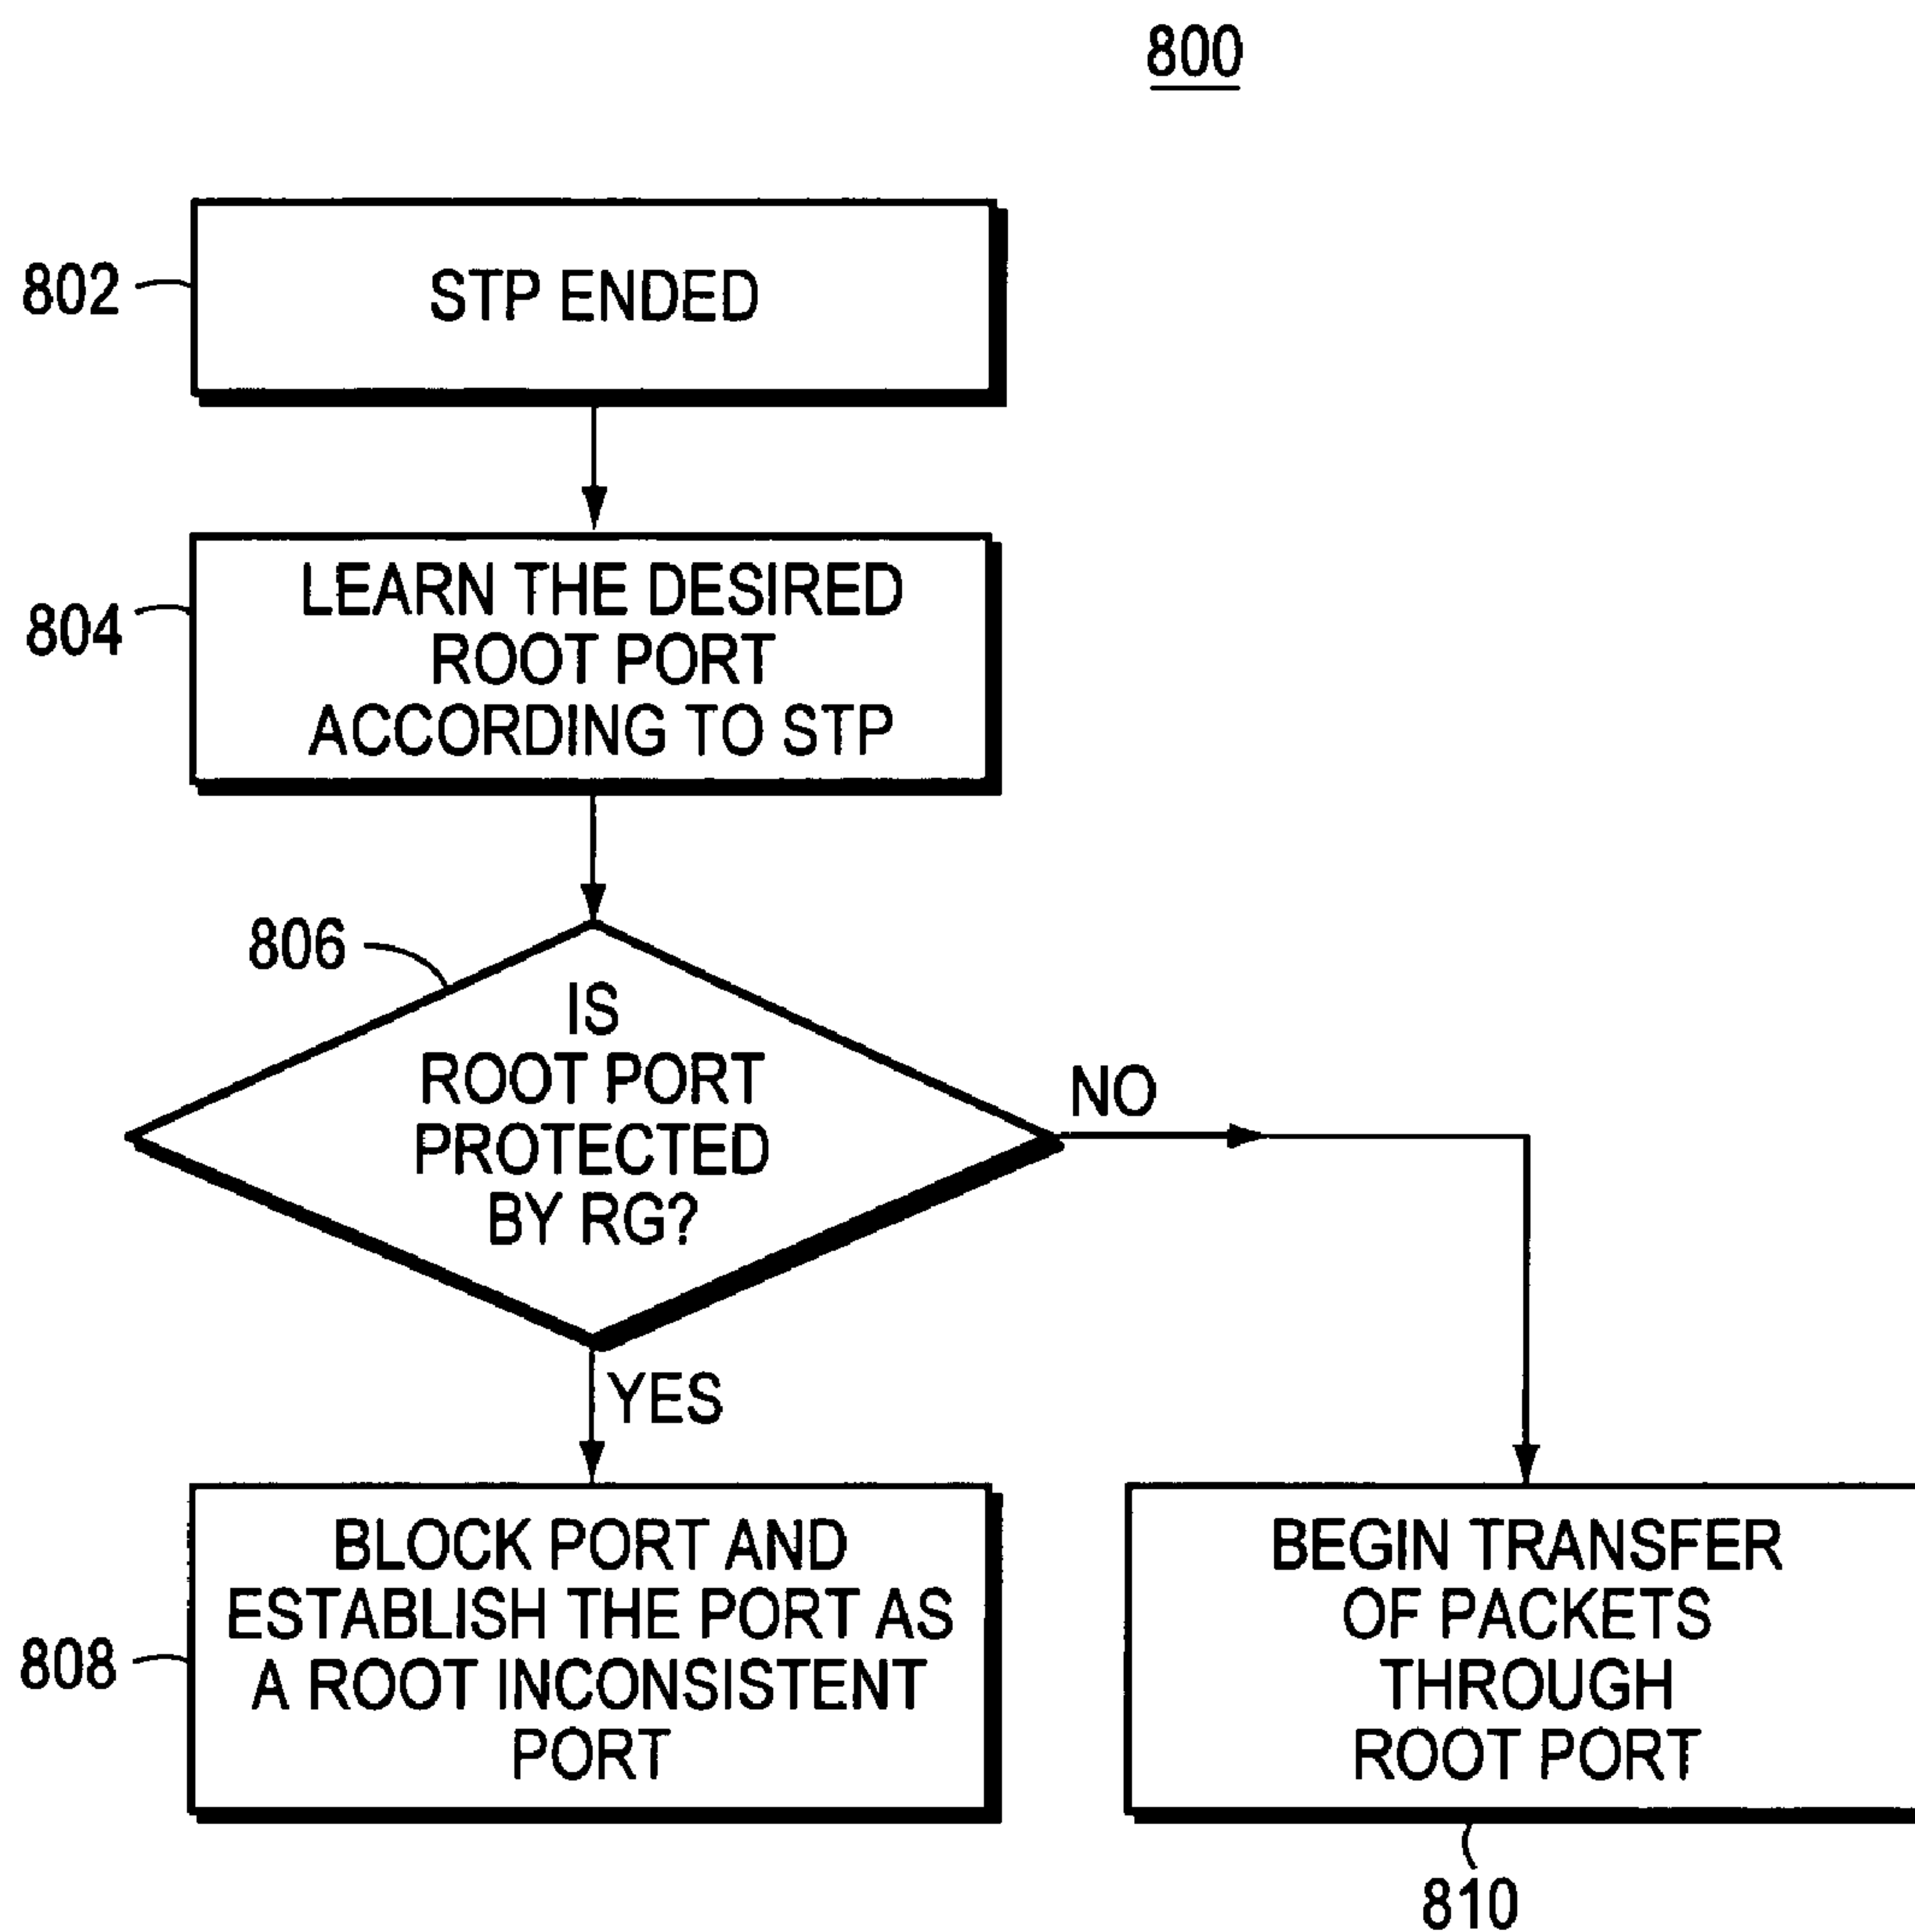 800
802
STP ENDED
804
LEARN THE DESIRED
ROOT PORT
ACCORDING TO STP
806
IS
ROOT PORT
PROTECTED
BY RG?
NO
YES
808
BLOCK PORT AND
ESTABLISH THE PORT AS
A ROOT INCONSISTENT
PORT
BEGIN TRANSFER
OF PACKETS
THROUGH
ROOT PORT
810